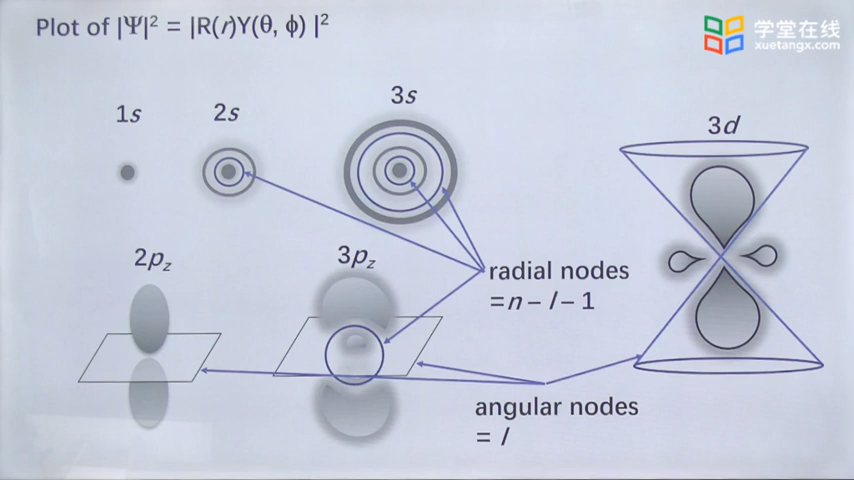 Plot of |Ψ|² = |R(r)Y(θ, ϕ) |²
学堂在线
xuetangx.com
1s
2s
3s
3d
2pz
3pz
radial nodes
=n – l – 1
angular nodes
= l